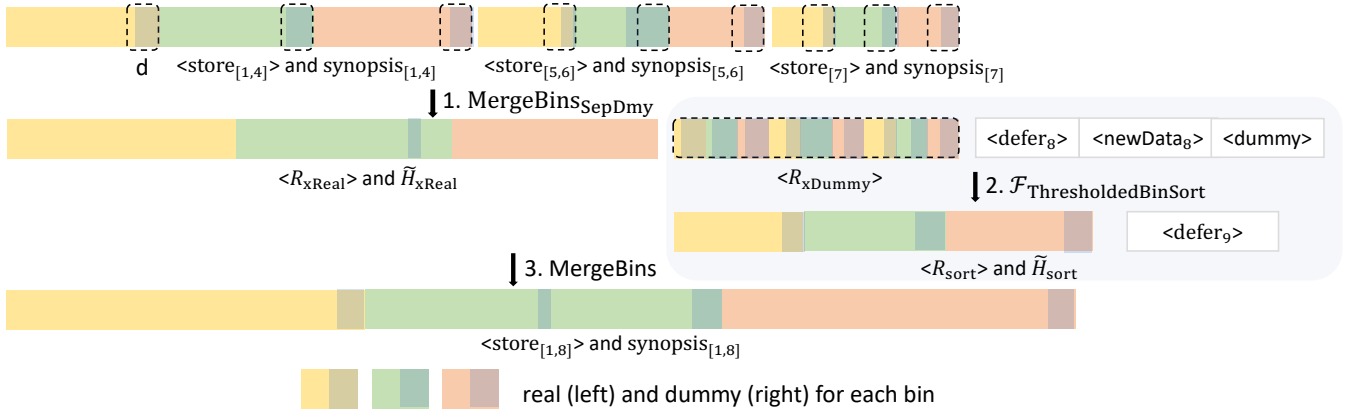 d
<store[1,4]> and synopsis[1,4]
<store[5,6]> and synopsis[5,6]
<store[7]> and synopsis[7]
1. MergeBinsSepDmy
<RxReal> and H̃xReal
<RxDummy>
<defer8>
<newData8>
<dummy>
2. ℱThresholdedBinSort
<Rsort> and H̃sort
<defer9>
3. MergeBins
<store[1,8]> and synopsis[1,8]
real (left) and dummy (right) for each bin